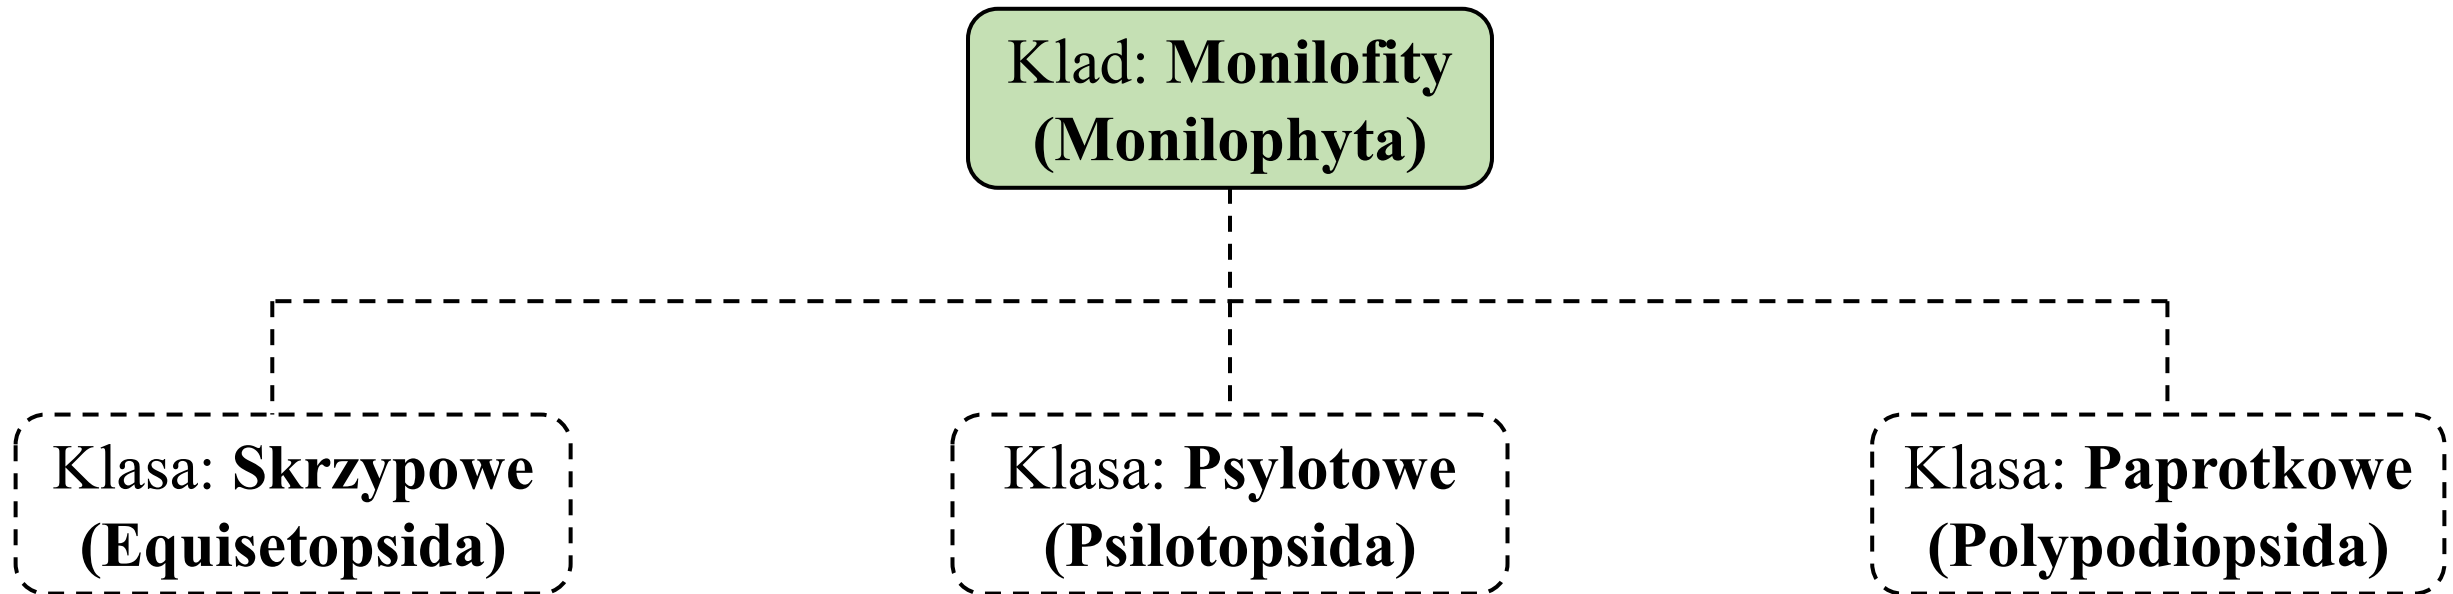 Klad: Monilofity
(Monilophyta)
Klasa: Skrzypowe
(Equisetopsida)
Klasa: Psylotowe
(Psilotopsida)
Klasa: Paprotkowe
(Polypodiopsida)